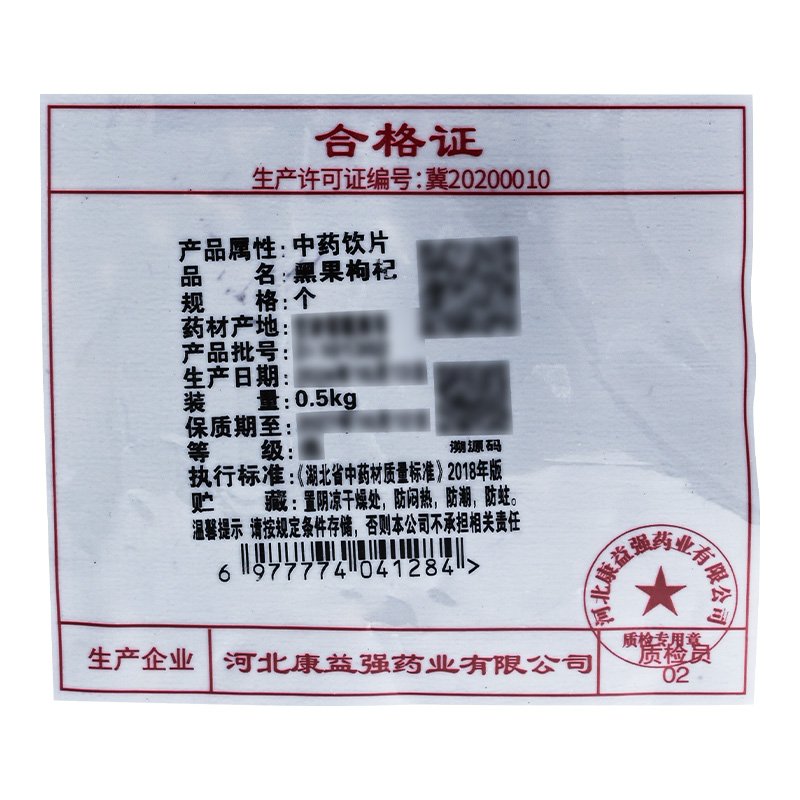 合格证
生产许可证编号：冀20200010
产品属性：中药饮片
品名：黑果枸杞
规格：个
药材产地：
产品批号：
生产日期：
装量：0.5kg
保质期至：
等级：
溯源码
执行标准：《湖北省中药材质量标准》2018年版
贮藏：置阴凉干燥处，防闷热，防潮，防蛀。
温馨提示 请按规定条件存储，否则本公司不承担相关责任
6 977774 041284 >
河北康益强药业有限公司
质检专用章
生产企业 河北康益强药业有限公司 质检员
02